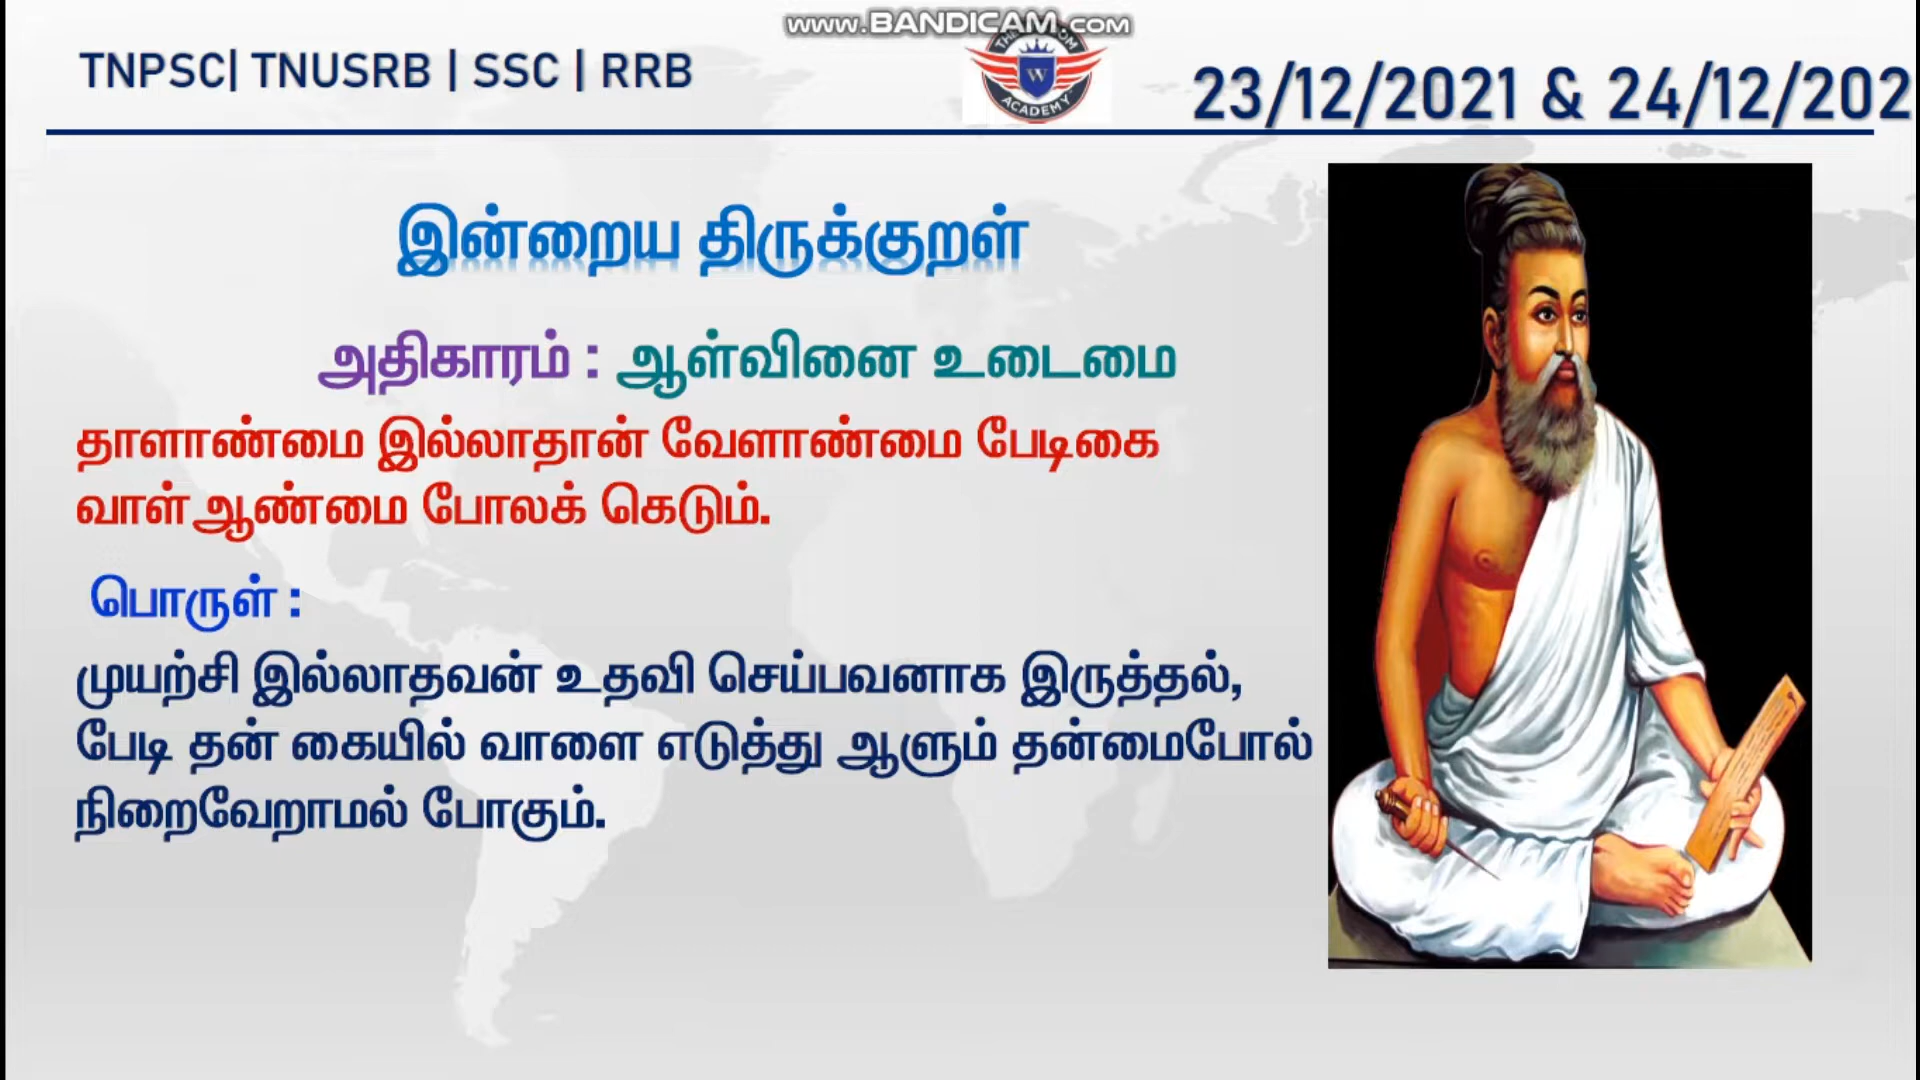 www.BANDICAM.com
TNPSC| TNUSRB | SSC | RRB
ACADEMY
W
23/12/2021 & 24/12/202
இன்றைய திருக்குறள்
அதிகாரம் : ஆள்வினை உடைமை
தாளாண்மை இல்லாதான் வேளாண்மை பேடிகை
வாள்ஆண்மை போலக் கெடும்.
பொருள் :
முயற்சி இல்லாதவன் உதவி செய்பவனாக இருத்தல்,
பேடி தன் கையில் வாளை எடுத்து ஆளும் தன்மைபோல்
நிறைவேறாமல் போகும்.